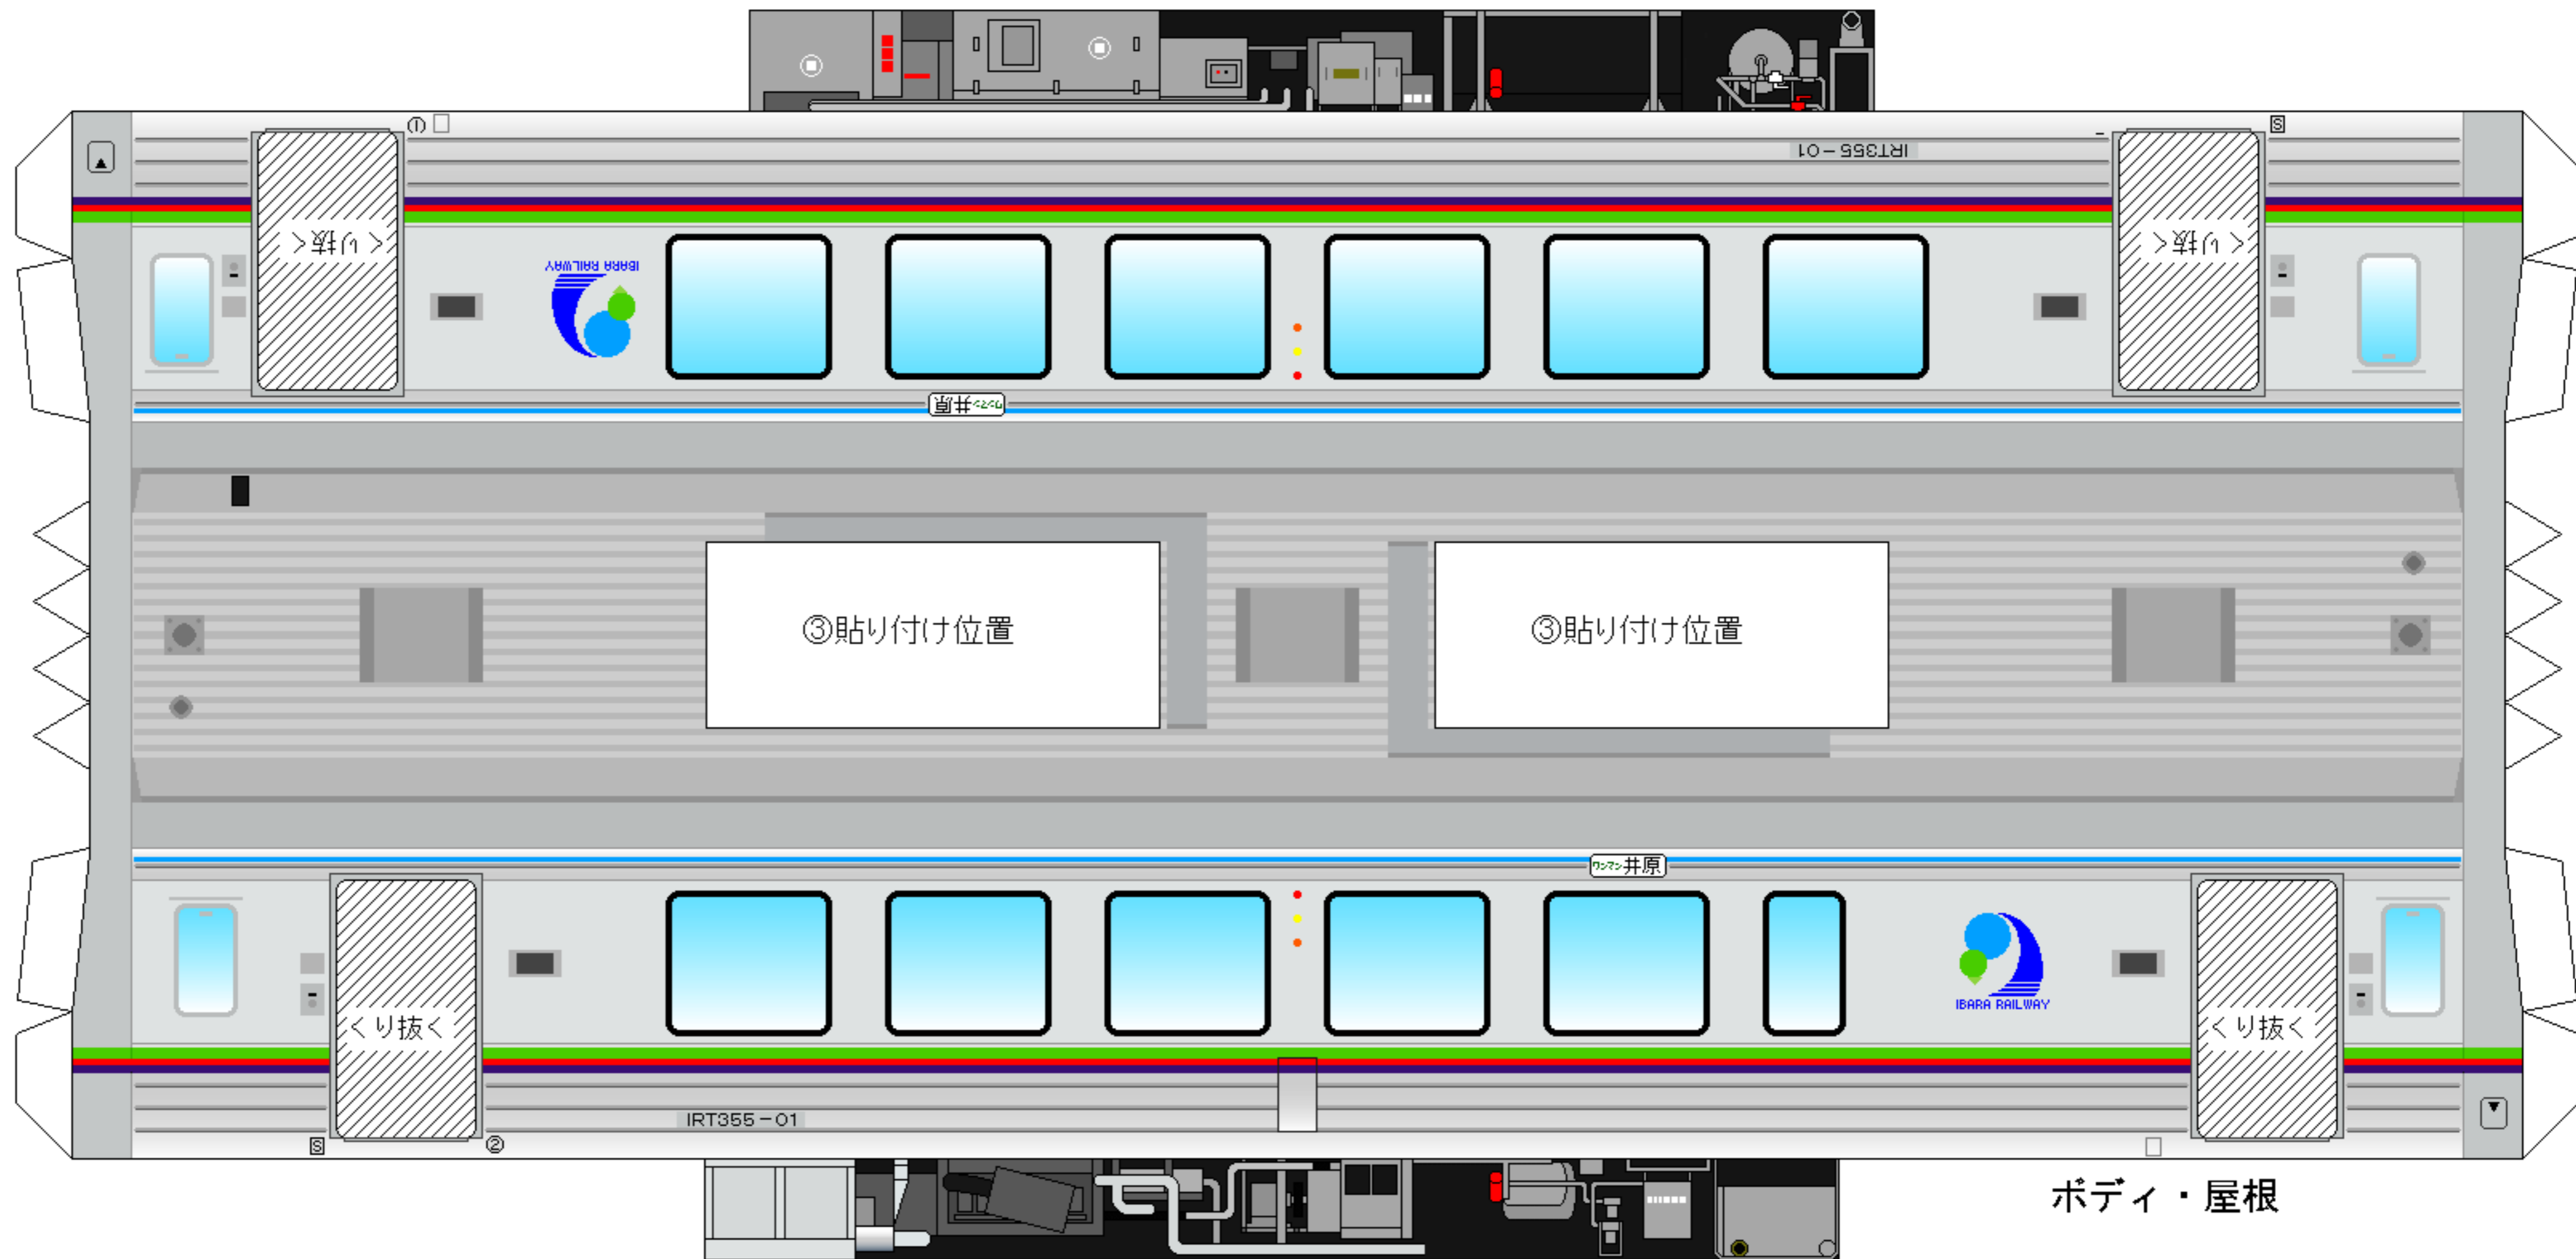 ①
S
IRT355-01
くり抜く
くり抜く
IBARA RAILWAY
ワンマン井原
③貼り付け位置
③貼り付け位置
ワンマン井原
IBARA RAILWAY
くり抜く
くり抜く
IRT355-01
S
②
ボディ・屋根